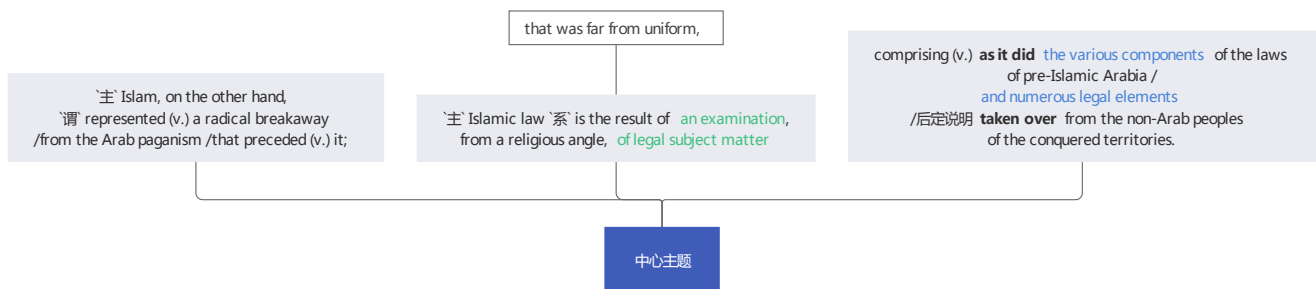 that was far from uniform,
`主` Islam, on the other hand,
`谓` represented (v.) a radical breakaway
/from the Arab paganism /that preceded (v.) it;
`主` Islamic law `系` is the result of an examination,
from a religious angle, of legal subject matter
comprising (v.) as it did the various components of the laws
of pre-Islamic Arabia /
and numerous legal elements
/后定说明 taken over from the non-Arab peoples
of the conquered territories.
中心主题